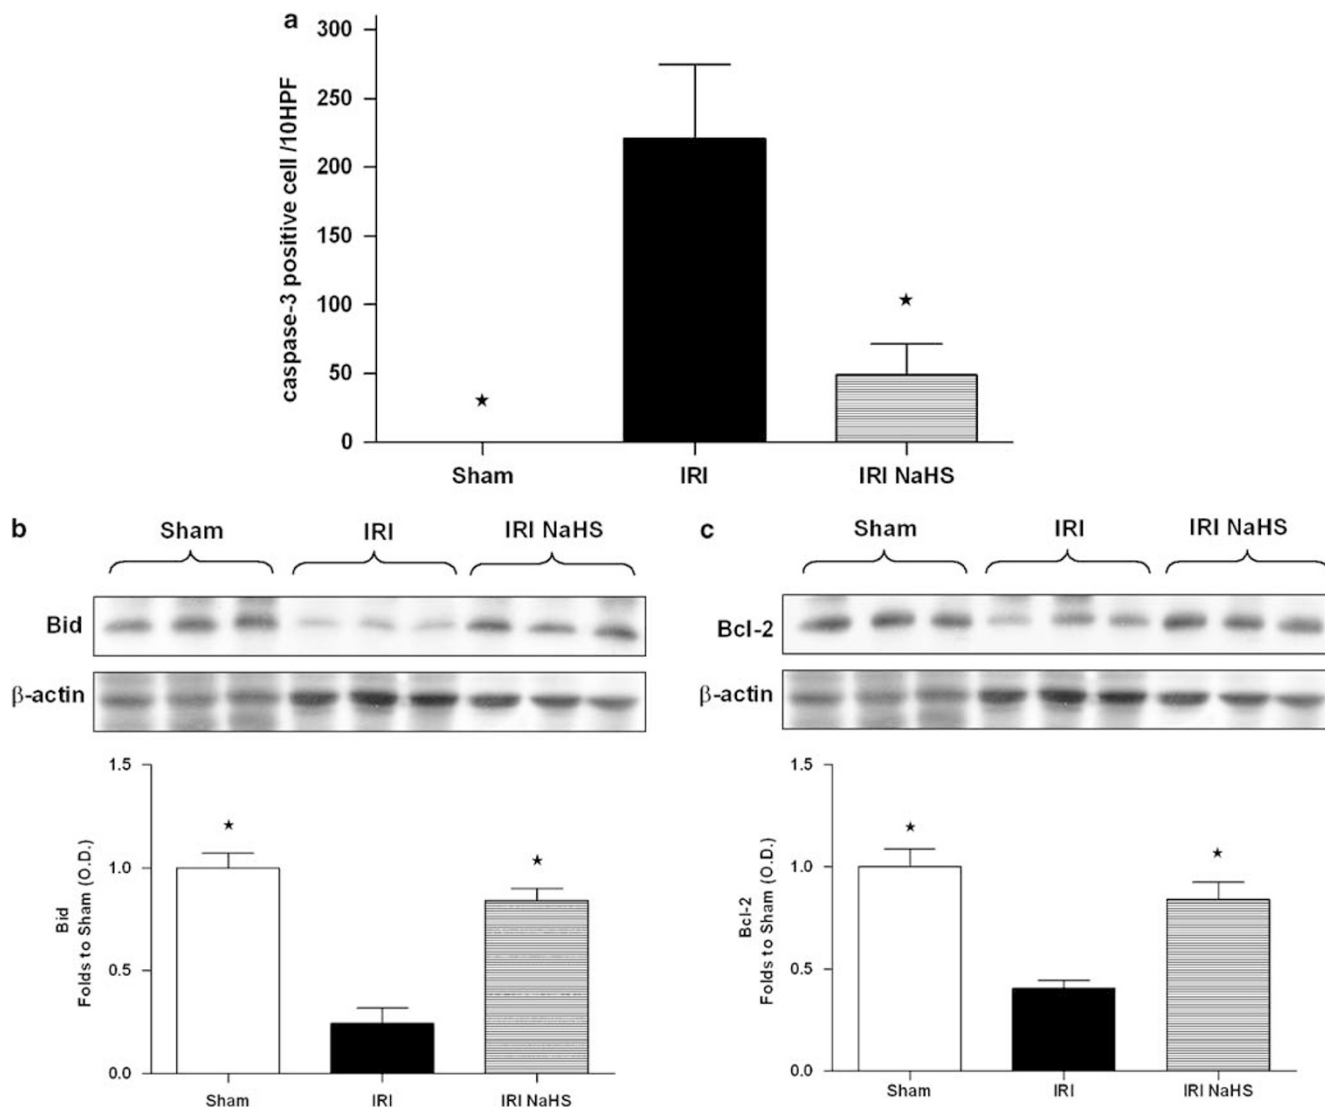 a
caspase-3 positive cell /10HPF
300
250
200
150
100
50
0
Sham IRI IRI NaHS
b
Sham IRI IRI NaHS
Bid
β-actin
Bid
Folds to Sham (O.D.)
1.5
1.0
0.5
0.0
Sham IRI IRI NaHS
c
Sham IRI IRI NaHS
Bcl-2
β-actin
Bcl-2
Folds to Sham (O.D.)
1.5
1.0
0.5
0.0
Sham IRI IRI NaHS